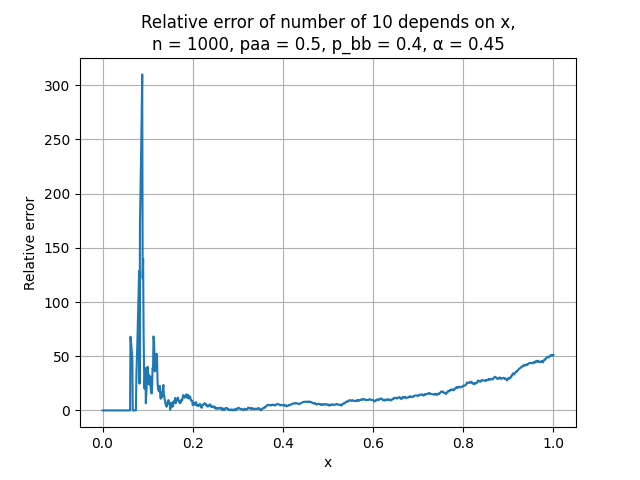 Relative error of number of 10 depends on x,
n = 1000, paa = 0.5, p_bb = 0.4, α = 0.45
300
250
200
150
100
50
0
Relative error
0.0 0.2 0.4 0.6 0.8 1.0
x